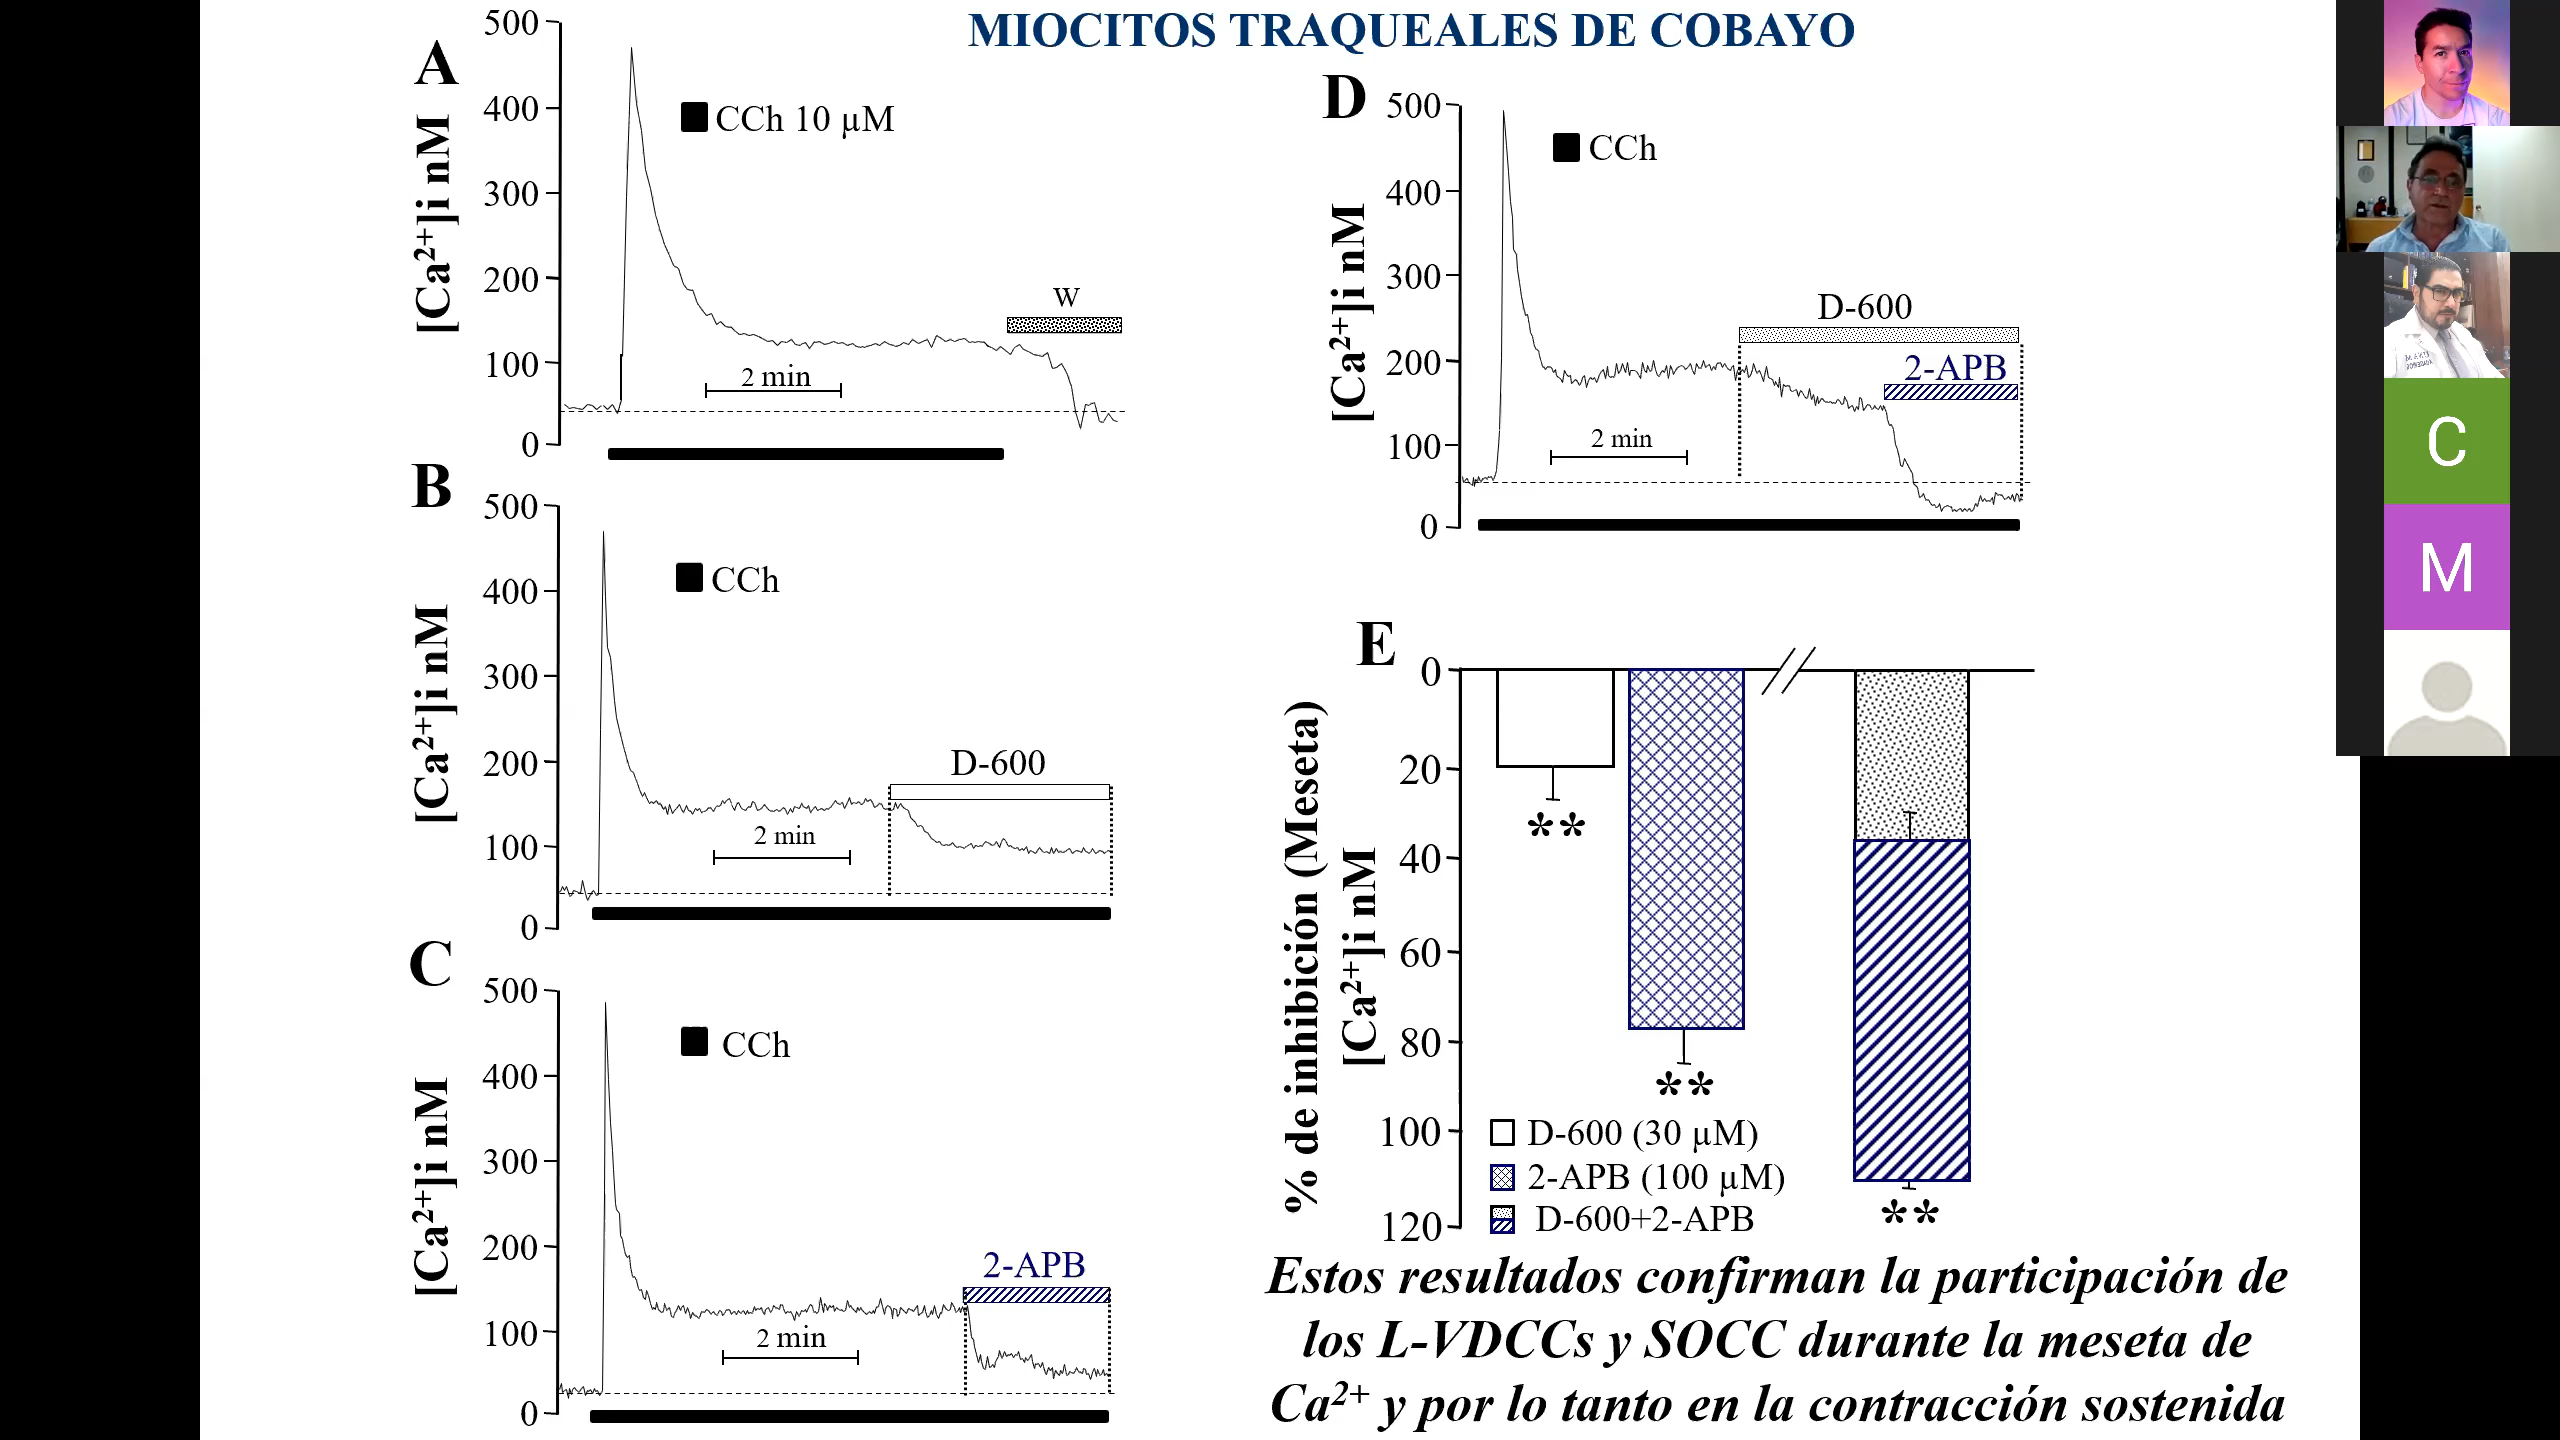 MIOCITOS TRAQUEALES DE COBAYO
A
[Ca²⁺]i nM
500
400
300
200
100
0
CCh 10 µM
W
2 min
B
[Ca²⁺]i nM
500
400
300
200
100
0
CCh
D-600
2 min
C
[Ca²⁺]i nM
500
400
300
200
100
0
CCh
2-APB
2 min
D
[Ca²⁺]i nM
500
400
300
200
100
0
CCh
D-600
2-APB
2 min
E
% de inhibición (Meseta)
[Ca²⁺]i nM
0
20
40
60
80
100
120
**
**
**
D-600 (30 µM)
2-APB (100 µM)
D-600+2-APB
Estos resultados confirman la participación de
los L-VDCCs y SOCC durante la meseta de
Ca²⁺ y por lo tanto en la contracción sostenida
C
M